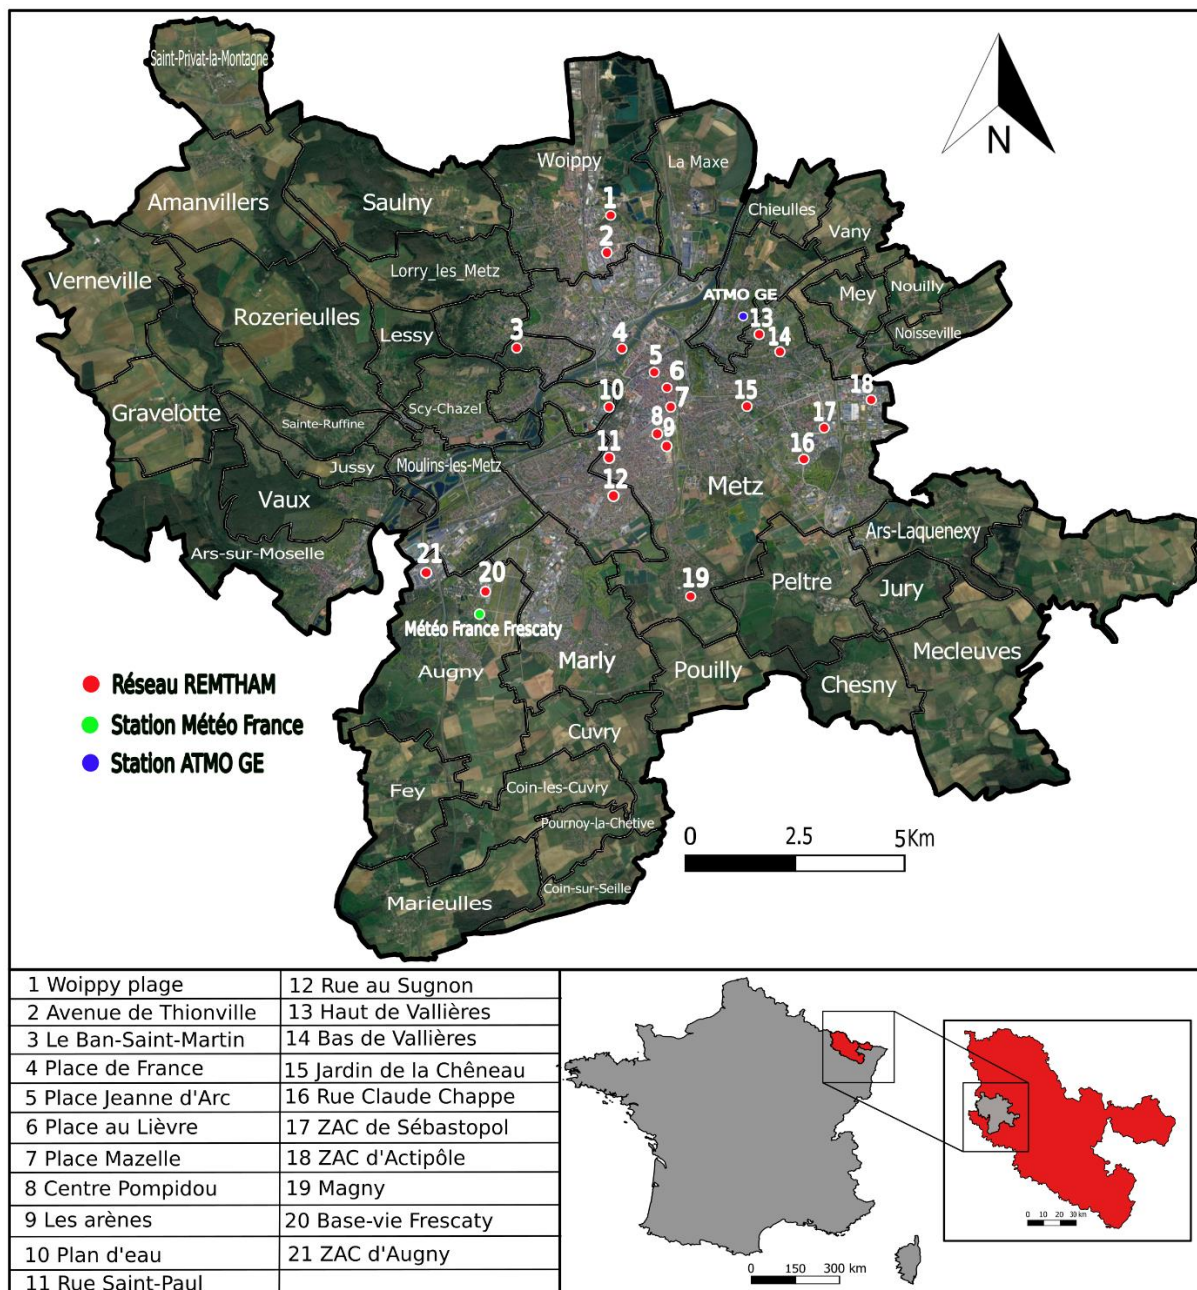 Saint-Privat-la-Montagne
N
Woippy
La Maxe
Amanvillers
Saulny
Chieulles
Vany
1
2
Verneville
Lorry_les_Metz
Nouilly
Mey
ATMO GE
Rozerieulles
Lessy
3
4
13
14
Noisseville
5
6
Gravelotte
Scy-Chazel
10
7
15
18
Sainte-Ruffine
8
9
17
Jussy
Moulins-les-Metz
11
16
Vaux
12
Metz
Ars-sur-Moselle
Ars-Laquenexy
21
20
19
Peltre
Jury
Météo France Frescaty
Augny
Marly
Pouilly
Mecleuves
Chesny
Réseau REMTHAM
Station Météo France
Station ATMO GE
Cuvry
Fey
Coin-les-Cuvry
Pournoy-la-Chetive
Coin-sur-Seille
Marieulles
0 2.5 5Km
1 Woippy plage
2 Avenue de Thionville
3 Le Ban-Saint-Martin
4 Place de France
5 Place Jeanne d'Arc
6 Place au Lièvre
7 Place Mazelle
8 Centre Pompidou
9 Les arènes
10 Plan d'eau
11 Rue Saint-Paul
12 Rue au Sugnon
13 Haut de Vallières
14 Bas de Vallières
15 Jardin de la Chêneau
16 Rue Claude Chappe
17 ZAC de Sébastopol
18 ZAC d'Actipôle
19 Magny
20 Base-vie Frescaty
21 ZAC d'Augny
0 150 300 km
0 10 20 30 km